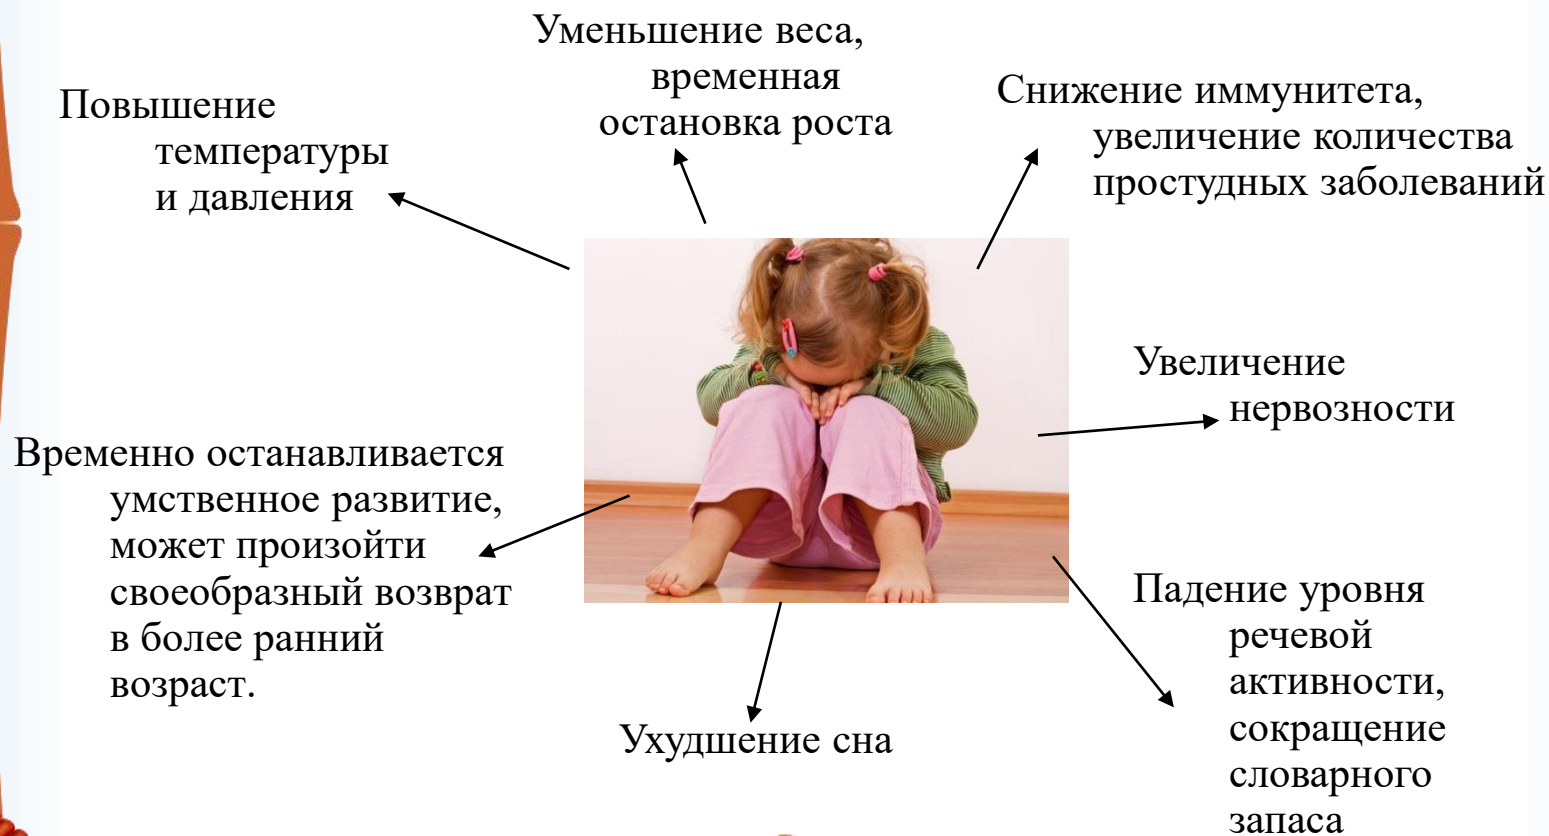 Уменьшение веса,
временная
остановка роста
Повышение
температуры
и давления
Снижение иммунитета,
увеличение количества
простудных заболеваний
Увеличение
нервозности
Временно останавливается
умственное развитие,
может произойти
своеобразный возврат
в более ранний
возраст.
Падение уровня
речевой
активности,
сокращение
словарного
запаса
Ухудшение сна